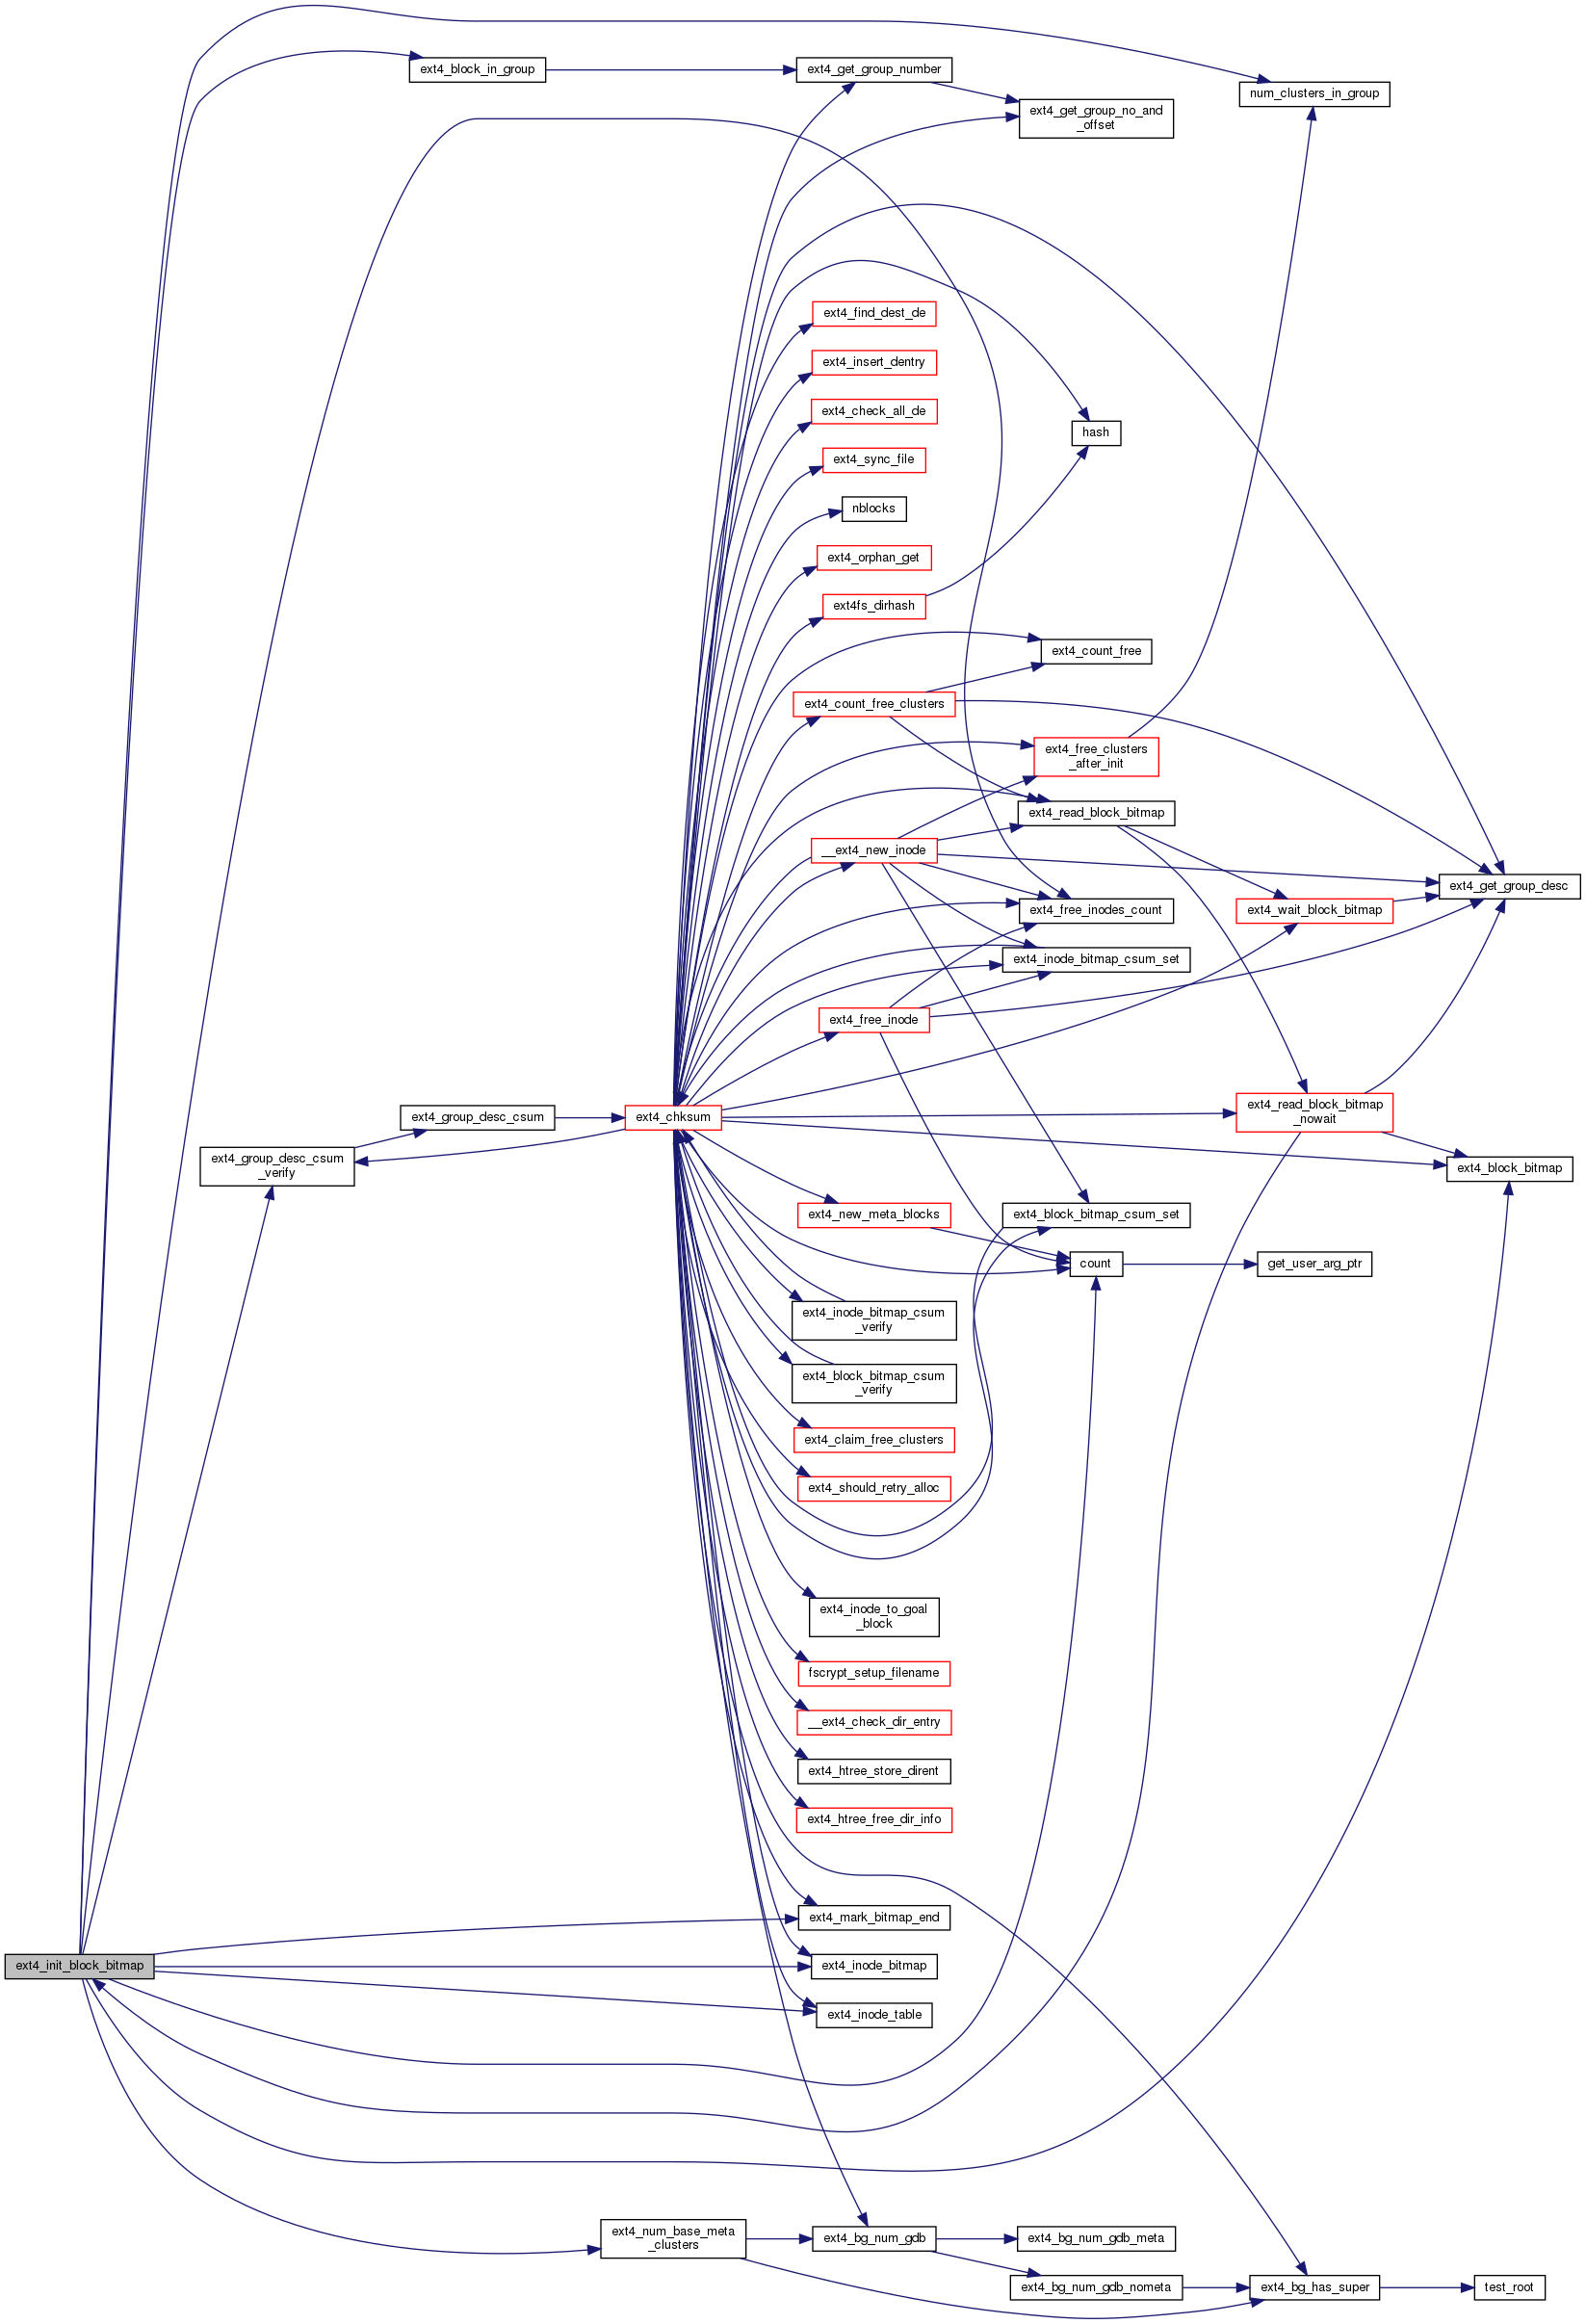 ext4_block_in_group
ext4_get_group_number
num_clusters_in_group
ext4_get_group_no_and
_offset
ext4_find_dest_de
ext4_insert_dentry
ext4_check_all_de
hash
ext4_sync_file
nblocks
ext4_orphan_get
ext4fs_dirhash
ext4_count_free
ext4_count_free_clusters
ext4_free_clusters
_after_init
ext4_read_block_bitmap
__ext4_new_inode
ext4_get_group_desc
ext4_free_inodes_count
ext4_wait_block_bitmap
ext4_inode_bitmap_csum_set
ext4_free_inode
ext4_group_desc_csum
ext4_chksum
ext4_read_block_bitmap
_nowait
ext4_group_desc_csum
_verify
ext4_block_bitmap
ext4_new_meta_blocks
ext4_block_bitmap_csum_set
count
get_user_arg_ptr
ext4_inode_bitmap_csum
_verify
ext4_block_bitmap_csum
_verify
ext4_claim_free_clusters
ext4_should_retry_alloc
ext4_inode_to_goal
_block
fscrypt_setup_filename
__ext4_check_dir_entry
ext4_htree_store_dirent
ext4_htree_free_dir_info
ext4_mark_bitmap_end
ext4_init_block_bitmap
ext4_inode_bitmap
ext4_inode_table
ext4_num_base_meta
_clusters
ext4_bg_num_gdb
ext4_bg_num_gdb_meta
ext4_bg_num_gdb_nometa
ext4_bg_has_super
test_root